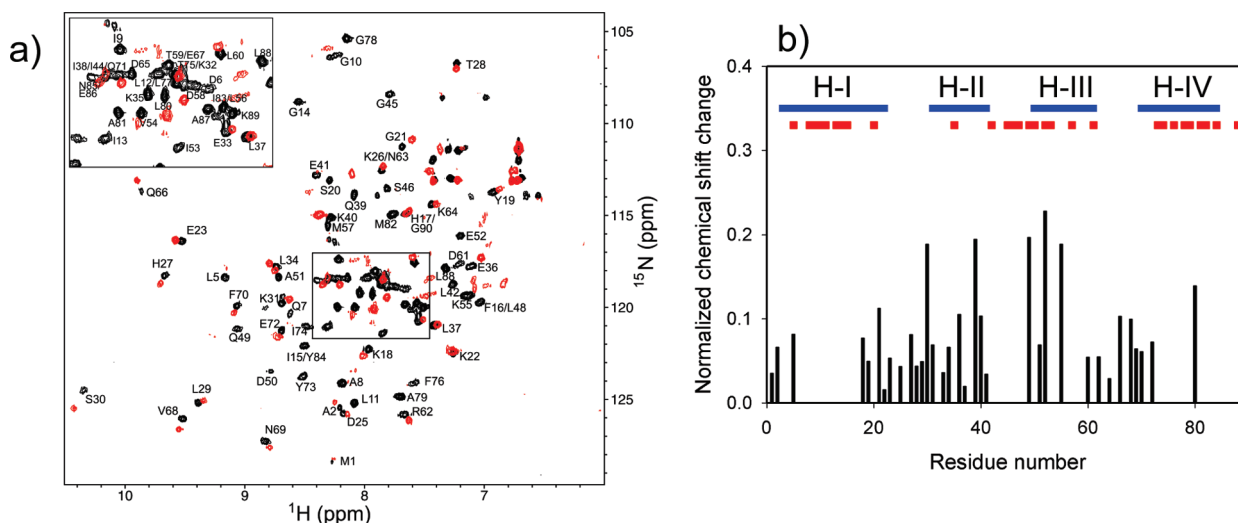 a)
I9
T59/E67
L60
L88
I38/I44/Q71
D65
T75/K32
N85
E86
L12/L77
D6
D58
K35
I83/L56
L80
A87
K89
A81
V54
E33
I13
I53
L37
G78
G10
T28
G14
G45
G21
E41
K26/N63
S20
S46
Q66
Q39
Y19
K40
K64
M57
M82
H17/
G90
E23
E52
L34
D61
E36
H27
L5
A51
L88
L42
K55
F70
K31
Q7
F16/L48
Q49
E72
I74
L37
I15/Y84
K18
K22
D50
Y73
A8
F76
S30
L29
L11
A79
A2
D25
R62
V68
N69
M1
105
110
115
120
125
15N (ppm)
10 9 8 7
1H (ppm)
b)
H-I H-II H-III H-IV
0.4
0.3
0.2
0.1
0.0
Normalized chemical shift change
0 20 40 60 80
Residue number